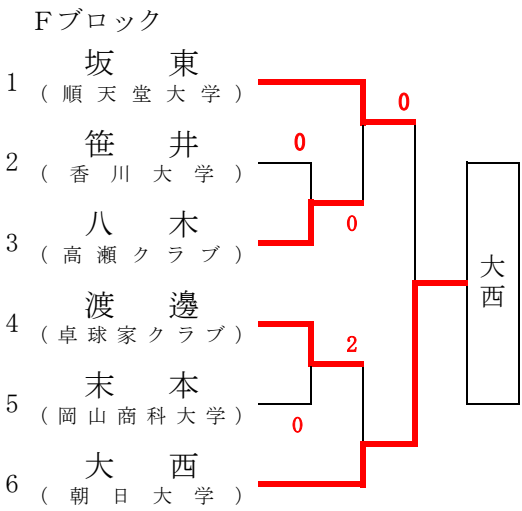 Fブロック
1 坂東
(順天堂大学)
0
2 笹井
(香川大学)
0
3 八木
(高瀬クラブ)
0
大西
4 渡邊
(卓球家クラブ)
2
5 末本
(岡山商科大学)
0
6 大西
(朝日大学)